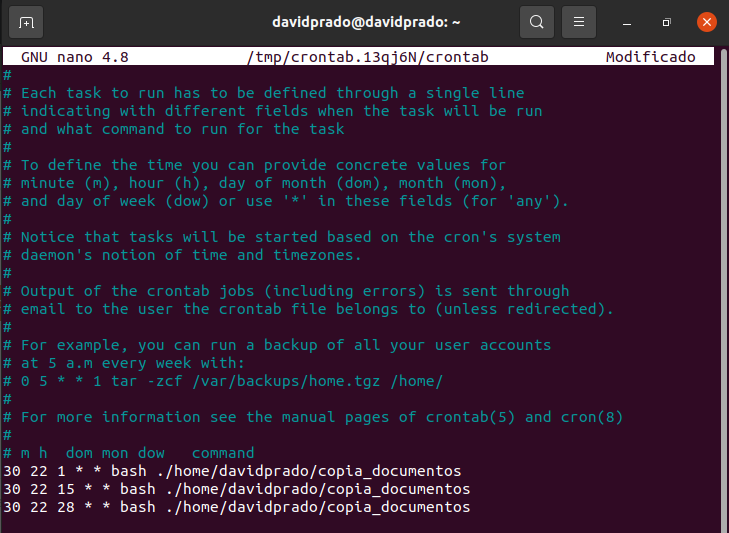 davidprado@davidprado: ~
GNU nano 4.8 /tmp/crontab.13qj6N/crontab Modificado
#
# Each task to run has to be defined through a single line
# indicating with different fields when the task will be run
# and what command to run for the task
#
# To define the time you can provide concrete values for
# minute (m), hour (h), day of month (dom), month (mon),
# and day of week (dow) or use '*' in these fields (for 'any').
#
# Notice that tasks will be started based on the cron's system
# daemon's notion of time and timezones.
#
# Output of the crontab jobs (including errors) is sent through
# email to the user the crontab file belongs to (unless redirected).
#
# For example, you can run a backup of all your user accounts
# at 5 a.m every week with:
# 0 5 * * 1 tar -zcf /var/backups/home.tgz /home/
#
# For more information see the manual pages of crontab(5) and cron(8)
#
# m h  dom mon dow   command
30 22 1 * * bash ./home/davidprado/copia_documentos
30 22 15 * * bash ./home/davidprado/copia_documentos
30 22 28 * * bash ./home/davidprado/copia_documentos